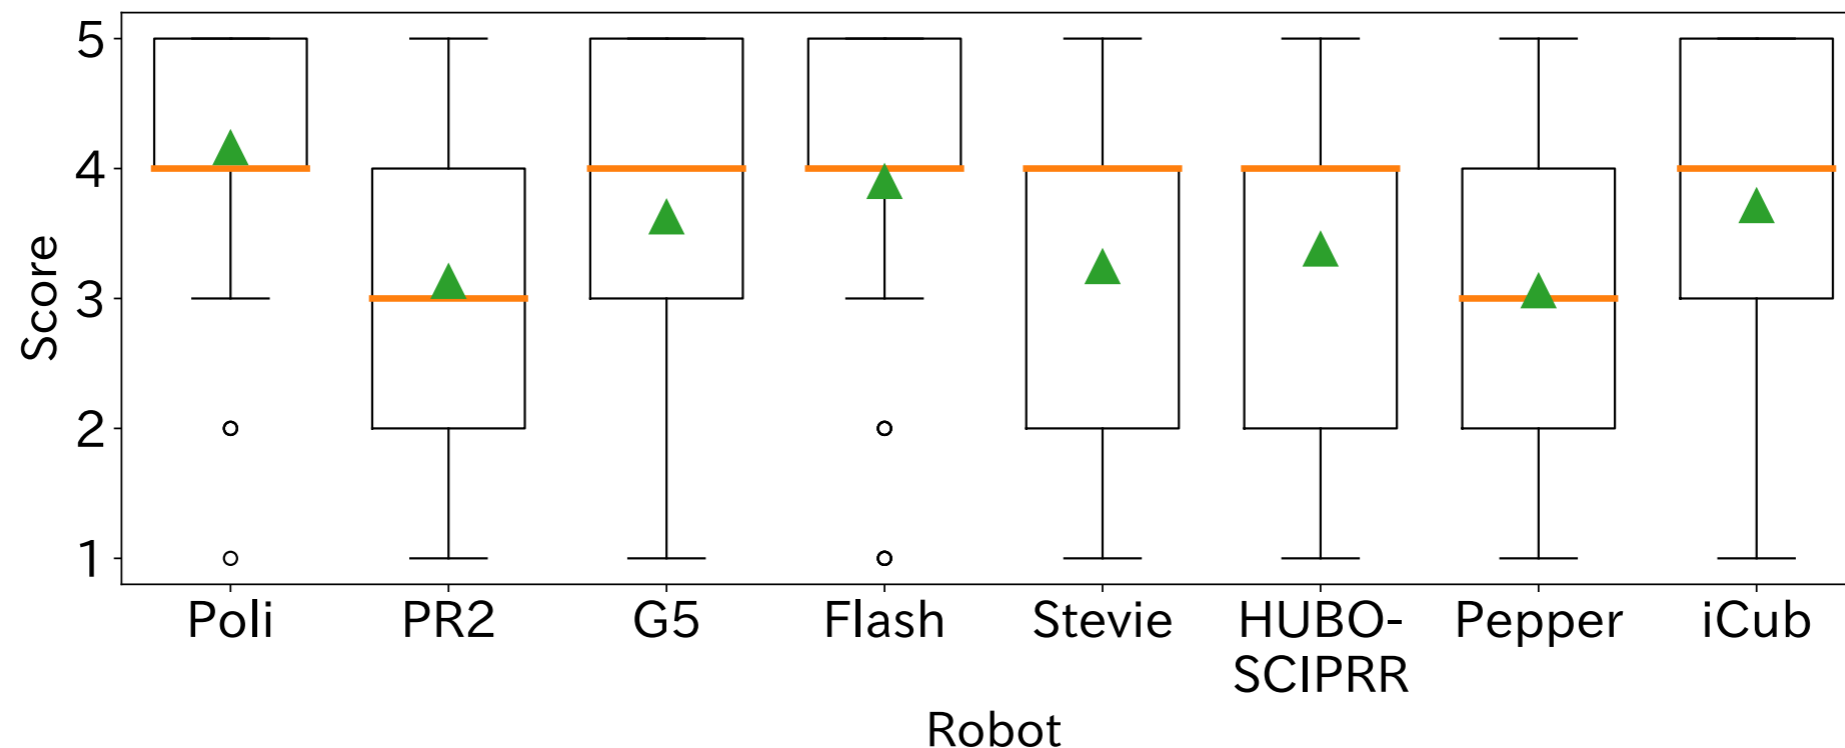 5
4
3
2
1
Score
Poli PR2 G5 Flash Stevie HUBO- Pepper iCub
SCIPRR
Robot